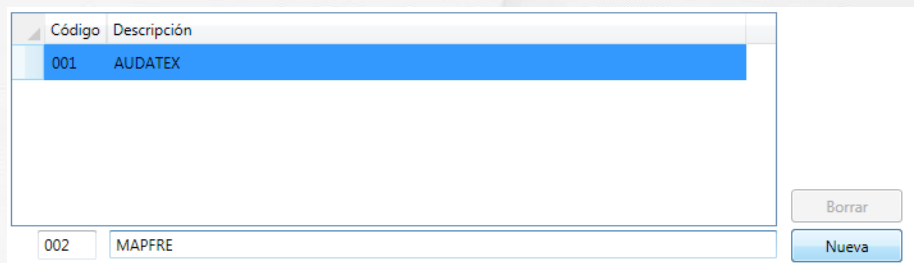 Código Descripción
001 AUDATEX
Borrar
002 MAPFRE Nueva